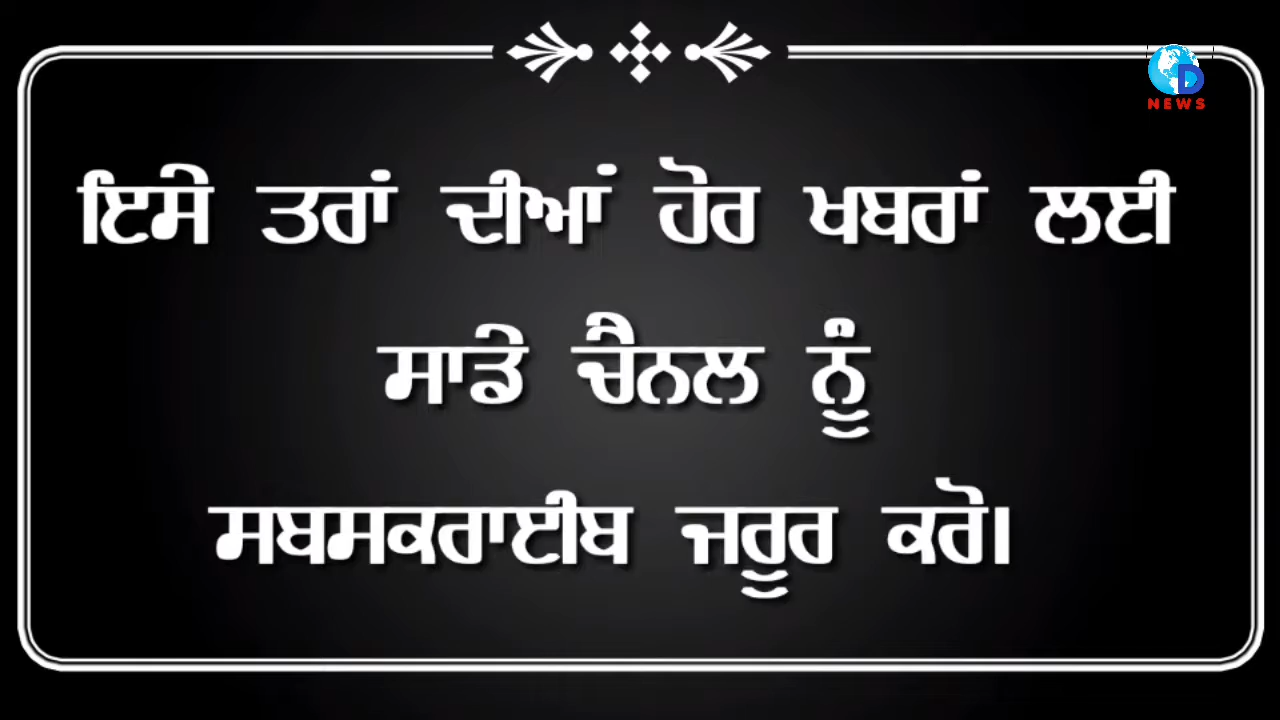 D
NEWS
ਇਸੇ ਤਰਾਂ ਦੀਆਂ ਹੋਰ ਖਬਰਾਂ ਲਈ
ਸਾਡੇ ਚੈਨਲ ਨੂੰ
ਸਬਸਕਰਾਈਬ ਜਰੂਰ ਕਰੋ।